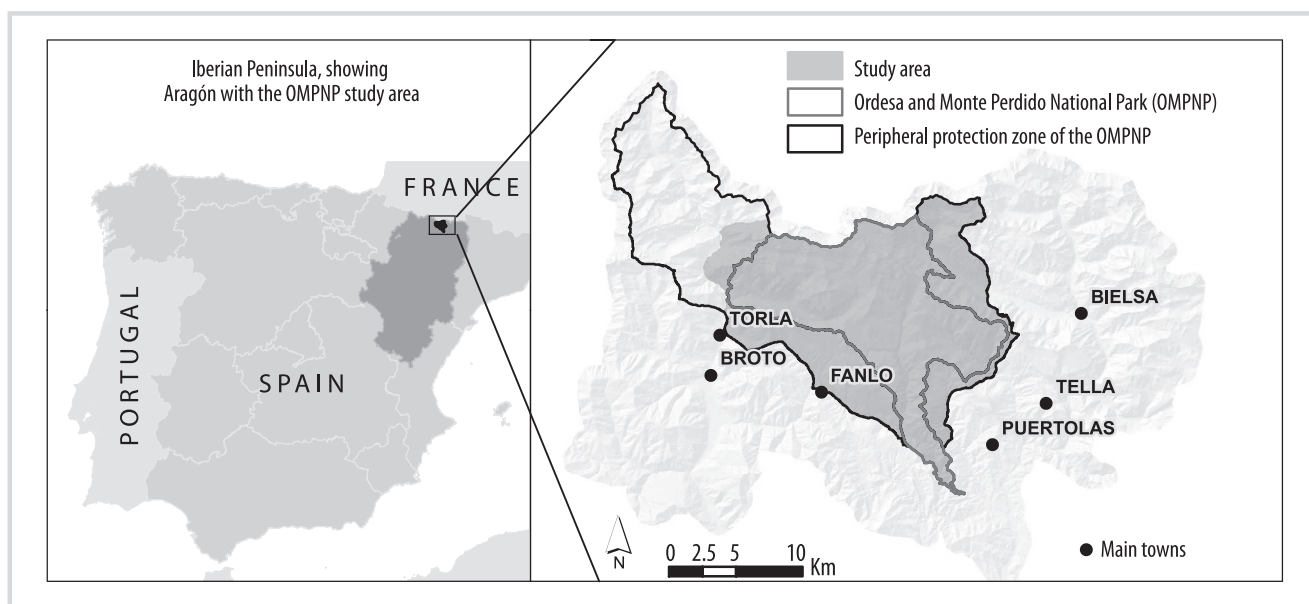 Iberian Peninsula, showing
Aragón with the OMPNP study area
FRANCE
PORTUGAL
SPAIN
Study area
Ordesa and Monte Perdido National Park (OMPNP)
Peripheral protection zone of the OMPNP
BIELSA
TORLA
BROTO
FANLO
TELLA
PUERTOLAS
N
0 2.5 5 10 Km
Main towns